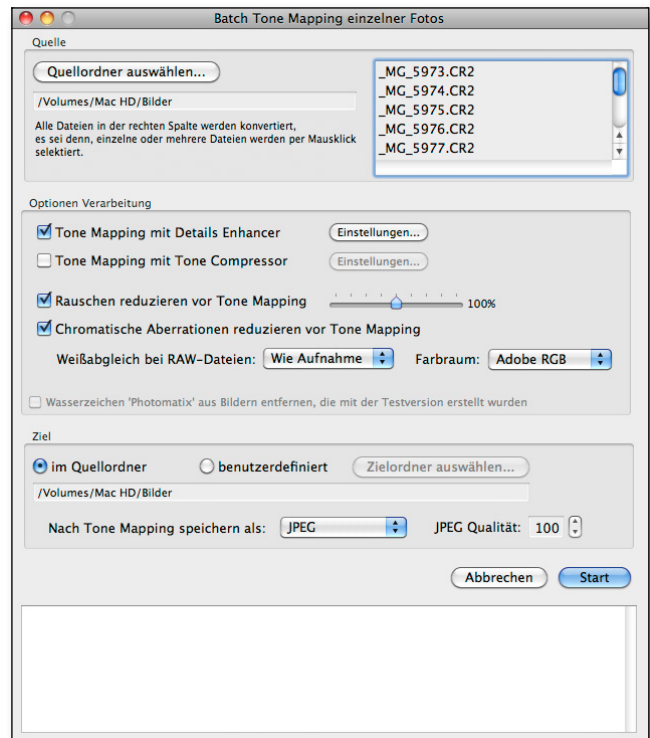 Batch Tone Mapping einzelner Fotos
Quelle
Quellordner auswählen...
/Volumes/Mac HD/Bilder
Alle Dateien in der rechten Spalte werden konvertiert,
es sei denn, einzelne oder mehrere Dateien werden per Mausklick
selektiert.
_MG_5973.CR2
_MG_5974.CR2
_MG_5975.CR2
_MG_5976.CR2
_MG_5977.CR2
Optionen Verarbeitung
Tone Mapping mit Details Enhancer Einstellungen...
Tone Mapping mit Tone Compressor Einstellungen...
Rauschen reduzieren vor Tone Mapping 100%
Chromatische Aberrationen reduzieren vor Tone Mapping
Weißabgleich bei RAW-Dateien: Wie Aufnahme Farbraum: Adobe RGB
Wasserzeichen 'Photomatix' aus Bildern entfernen, die mit der Testversion erstellt wurden
Ziel
im Quellordner benutzerdefiniert Zielordner auswählen...
/Volumes/Mac HD/Bilder
Nach Tone Mapping speichern als: JPEG JPEG Qualität: 100
Abbrechen Start